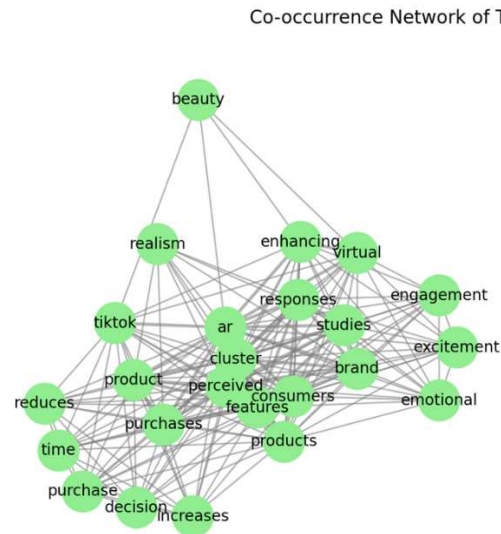 Co-occurrence Network of T
beauty
realism
enhancing
virtual
responses
engagement
tiktok
ar
studies
excitement
cluster
product
perceived
brand
reduces
features
consumers
emotional
purchases
time
products
purchase
decision
increases